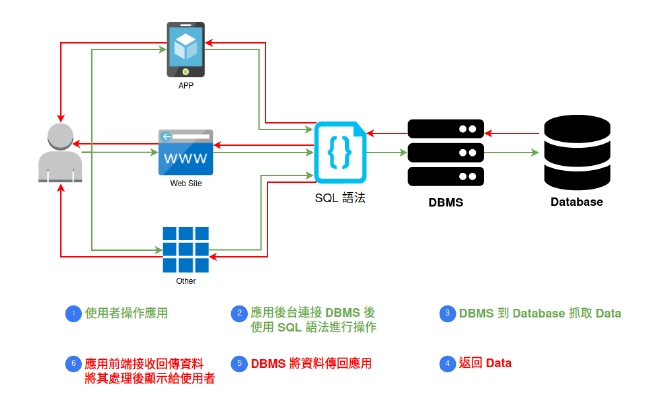 APP
WWW
Web Site
{ }
SQL 語法
DBMS
Database
Other
1 使用者操作應用
2 應用後台連接 DBMS 後
使用 SQL 語法進行操作
3 DBMS 到 Database 抓取 Data
6 應用前端接收回傳資料
將其處理後顯示給使用者
5 DBMS 將資料傳回應用
4 返回 Data